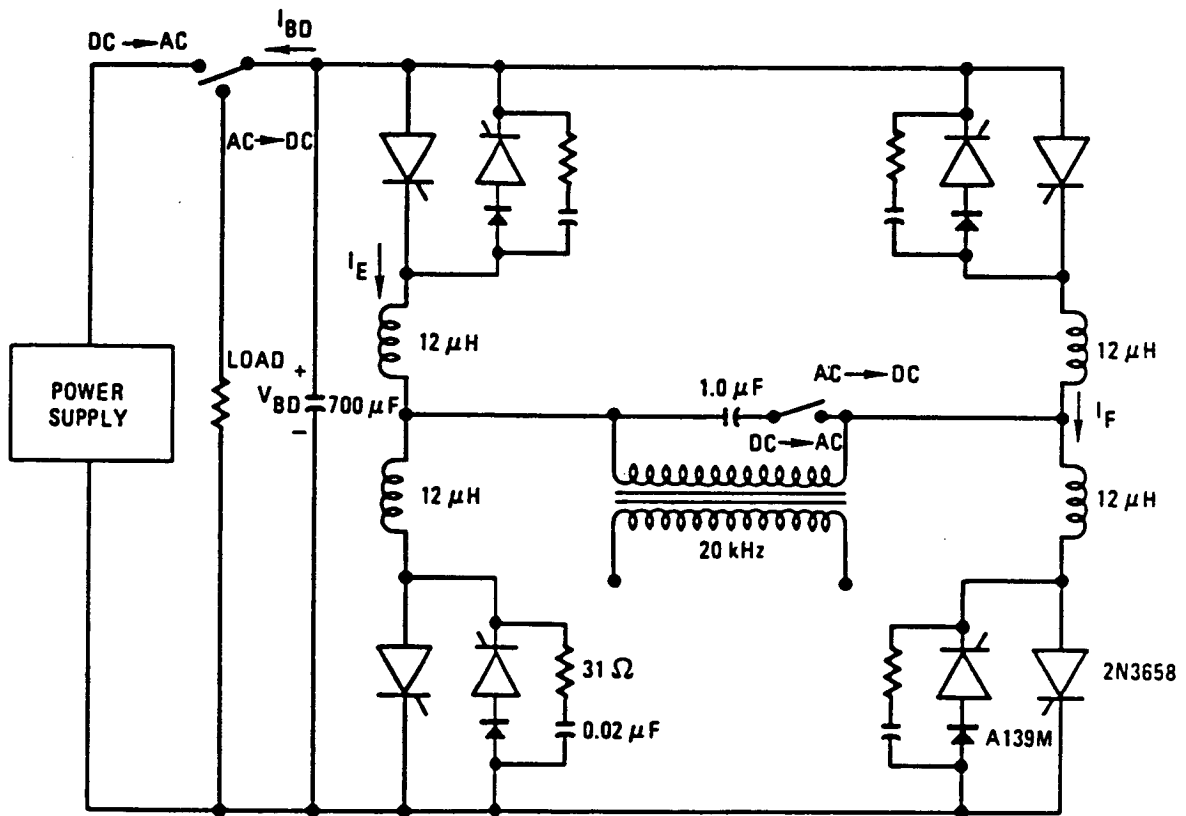 DC → AC
I_BD
AC → DC
I_E
12 μH
12 μH
POWER
SUPPLY
LOAD
+
V_BD
700 μF
−
1.0 μF
AC → DC
DC → AC
I_F
12 μH
12 μH
20 kHz
31 Ω
0.02 μF
2N3658
A139M